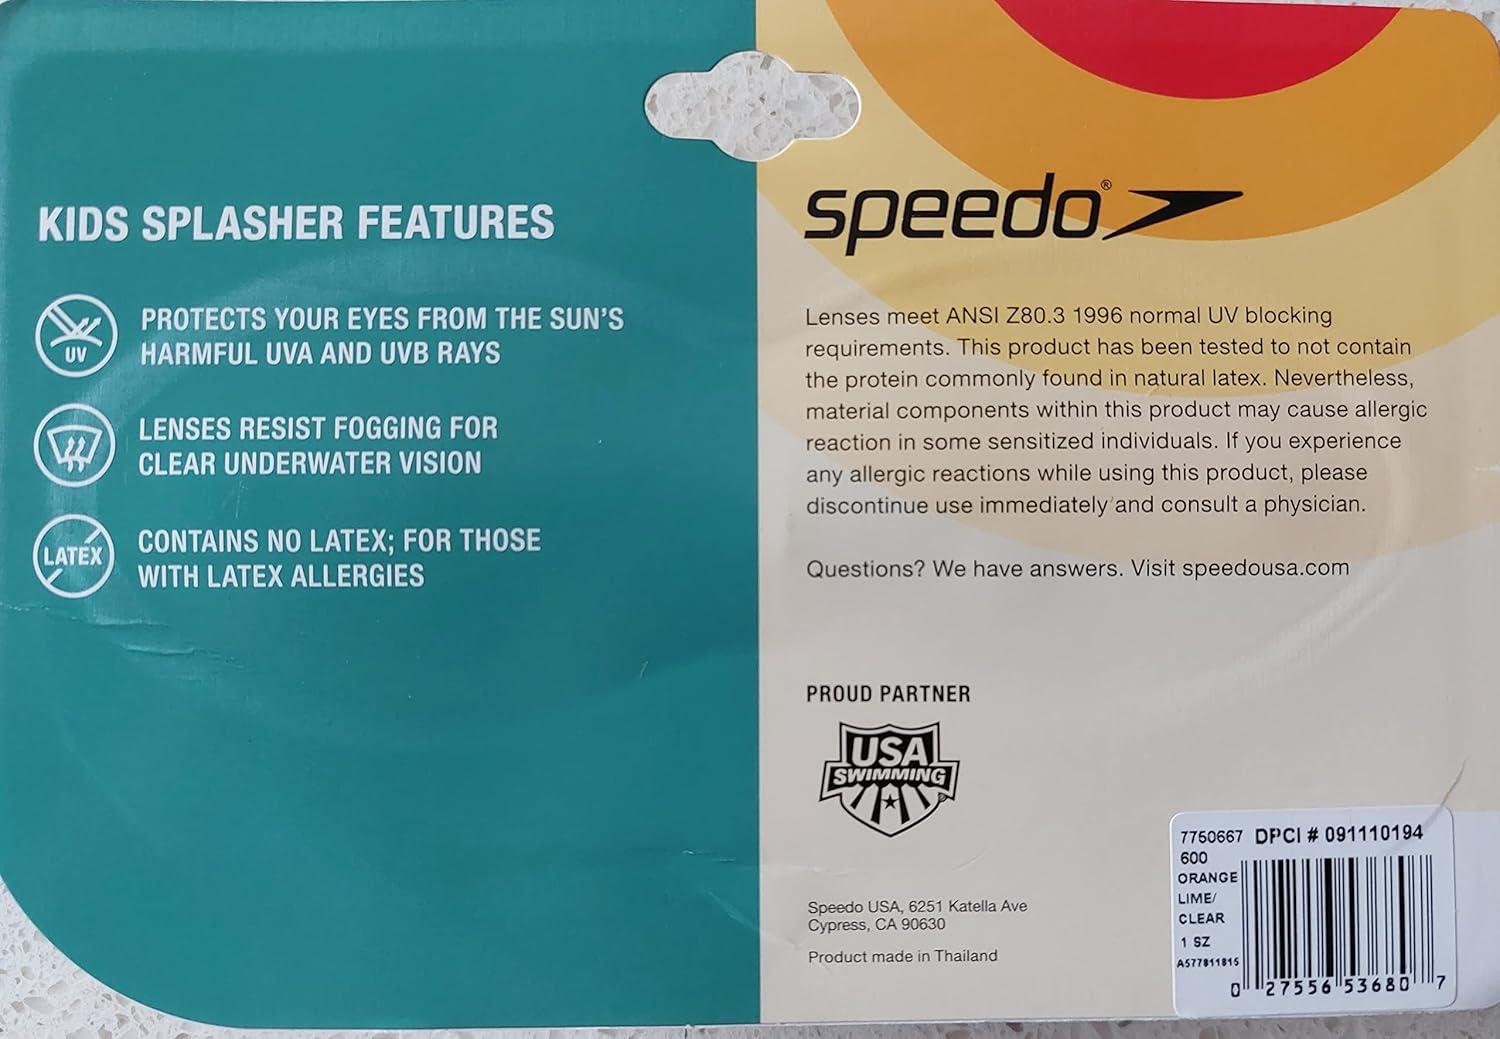 KIDS SPLASHER FEATURES
UV
PROTECTS YOUR EYES FROM THE SUN'S
HARMFUL UVA AND UVB RAYS
LENSES RESIST FOGGING FOR
CLEAR UNDERWATER VISION
LATEX
CONTAINS NO LATEX; FOR THOSE
WITH LATEX ALLERGIES
speedo®
Lenses meet ANSI Z80.3 1996 normal UV blocking
requirements. This product has been tested to not contain
the protein commonly found in natural latex. Nevertheless,
material components within this product may cause allergic
reaction in some sensitized individuals. If you experience
any allergic reactions while using this product, please
discontinue use immediately and consult a physician.
Questions? We have answers. Visit speedousa.com
PROUD PARTNER
USA
SWIMMING®
Speedo USA, 6251 Katella Ave
Cypress, CA 90630
Product made in Thailand
7750667 DPCI # 091110194
600
ORANGE
LIME/
CLEAR
1 SZ
A577811815
0 27556 53680 7